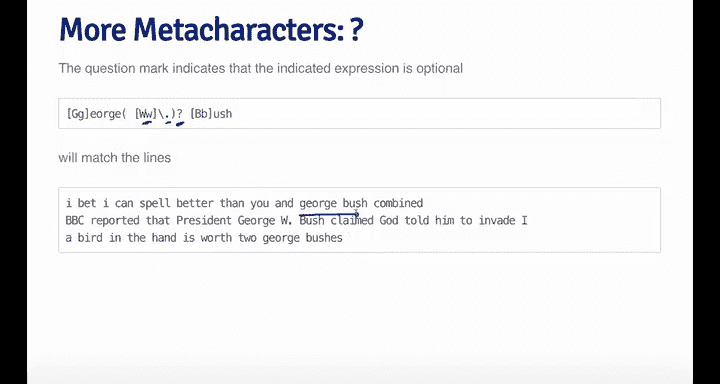 More Metacharacters: ?
The question mark indicates that the indicated expression is optional
[Gg]eorge( [Ww]\.)? [Bb]ush
will match the lines
i bet i can spell better than you and george bush combined
BBC reported that President George W. Bush claimed God told him to invade I
a bird in the hand is worth two george bushes